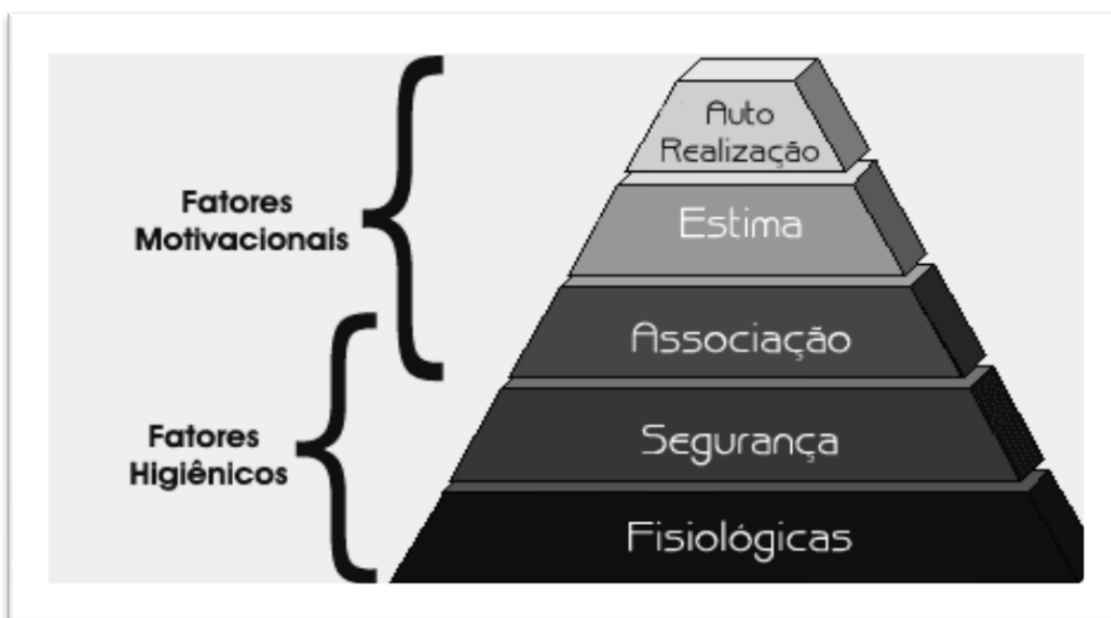 Auto
Realização
Estima
Associação
Segurança
Fisiológicas
Fatores
Motivacionais
Fatores
Higiênicos